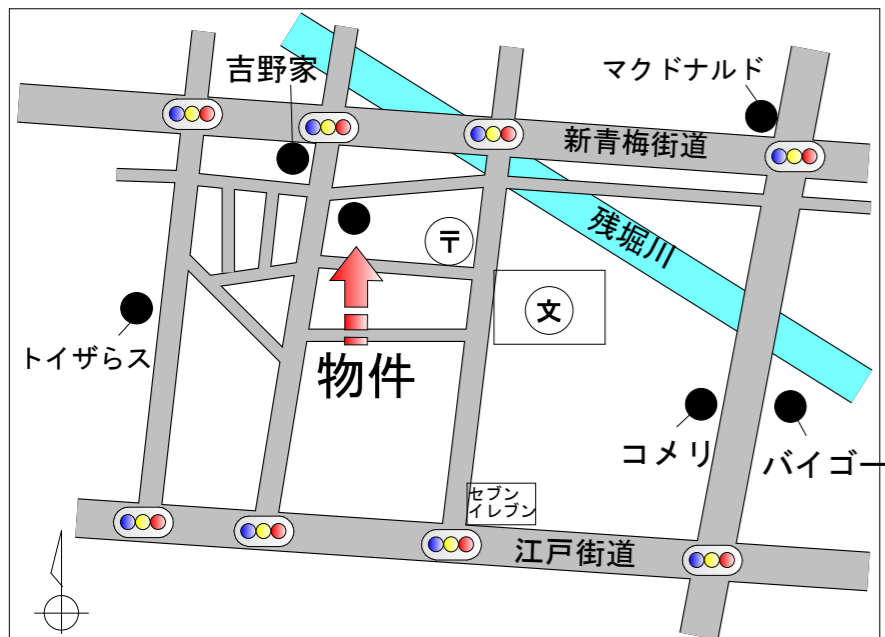 吉野家
マクドナルド
新青梅街道
残堀川
〒
文
トイザらス
物件
コメリ
バイゴー
セブン
イレブン
江戸街道